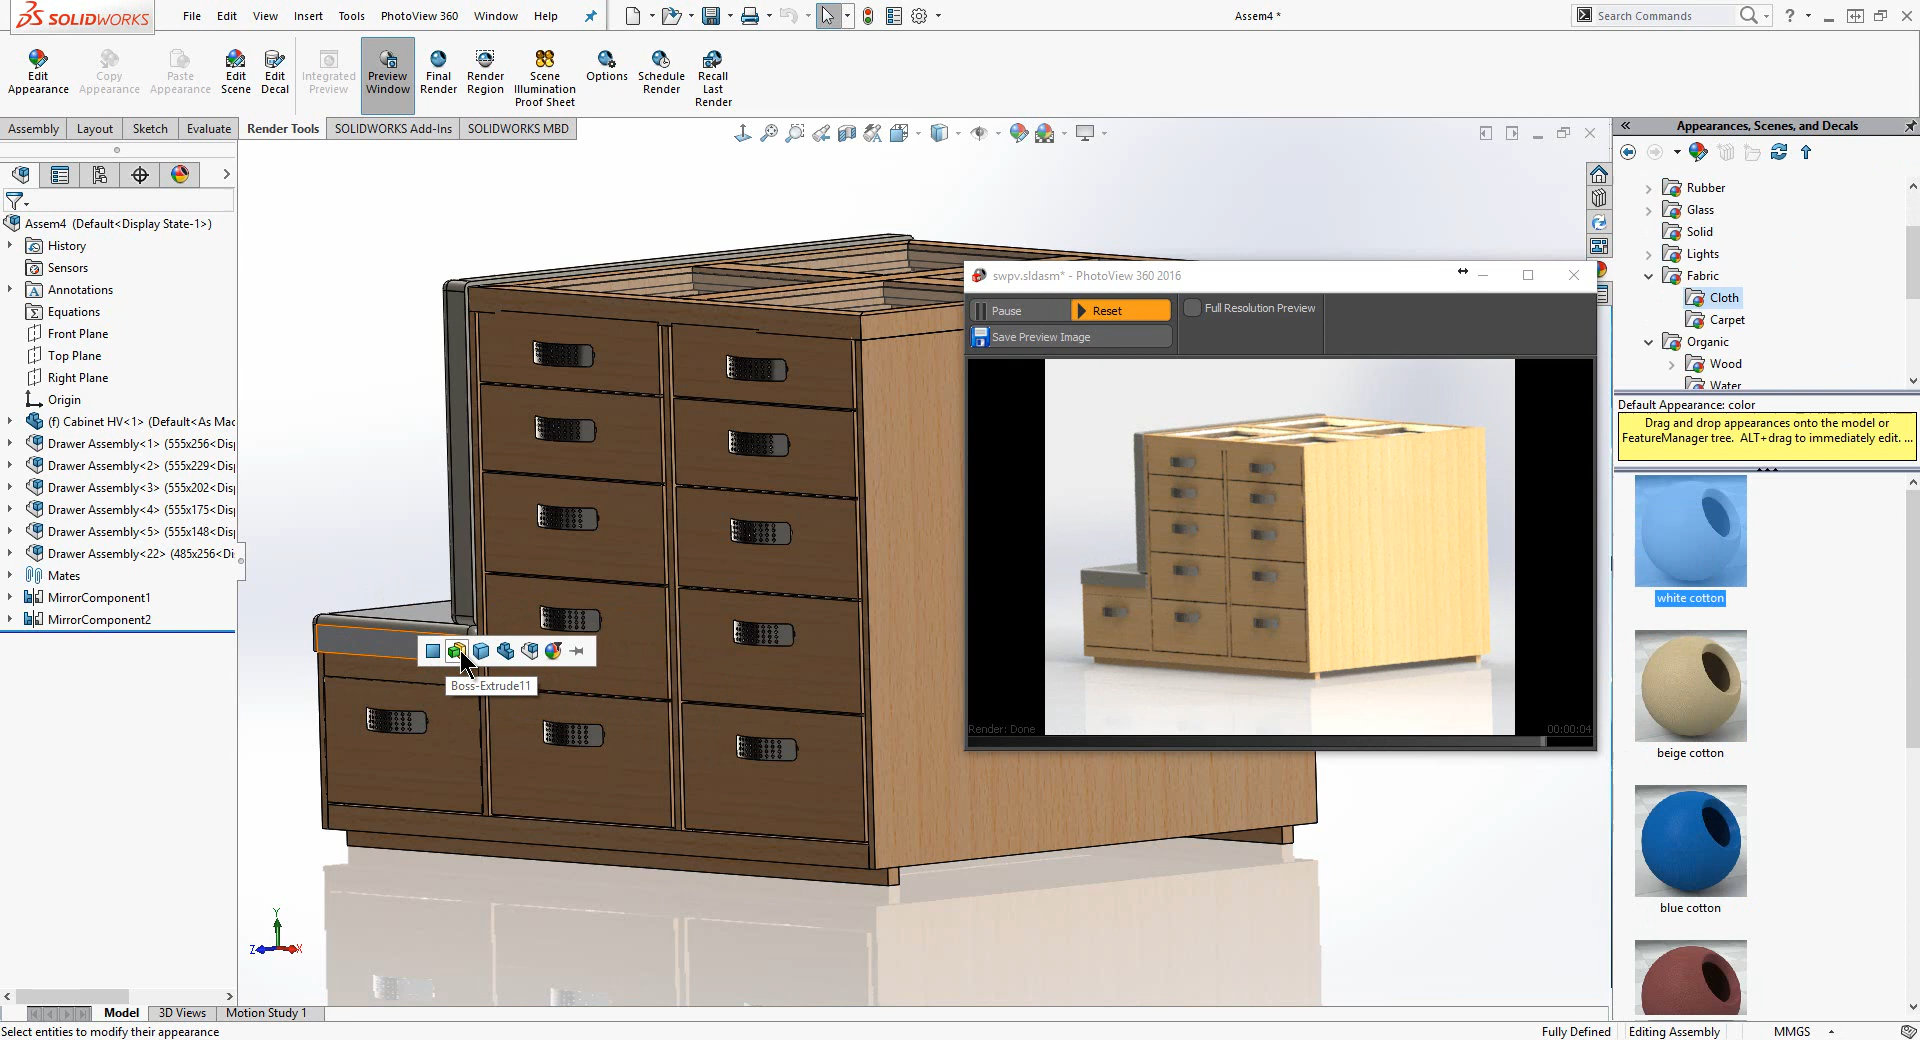 SOLIDWORKS
File Edit View Insert Tools PhotoView 360 Window Help
Assem4 *
Search Commands
Edit Appearance
Copy Appearance
Paste Appearance
Edit Scene
Edit Decal
Integrated Preview
Preview Window
Final Render
Render Region
Scene Illumination Proof Sheet
Options
Schedule Render
Recall Last Render
Assembly Layout Sketch Evaluate Render Tools SOLIDWORKS Add-Ins SOLIDWORKS MBD
Assem4 (Default<Display State-1>)
History
Sensors
Annotations
Equations
Front Plane
Top Plane
Right Plane
Origin
(f) Cabinet HV<1> (Default<As Mac
Drawer Assembly<1> (555x256<Disp
Drawer Assembly<2> (555x229<Disp
Drawer Assembly<3> (555x202<Disp
Drawer Assembly<4> (555x175<Disp
Drawer Assembly<5> (555x148<Disp
Drawer Assembly<22> (485x256<Di
Mates
MirrorComponent1
MirrorComponent2
Boss-Extrude11
Y
Z X
swpv.sldasm* - PhotoView 360 2016
Pause
Reset
Full Resolution Preview
Save Preview Image
Render: Done
00:00:04
Appearances, Scenes, and Decals
Rubber
Glass
Solid
Lights
Fabric
Cloth
Carpet
Organic
Wood
Water
Default Appearance: color
Drag and drop appearances onto the model or
FeatureManager tree. ALT+drag to immediately edit. ...
white cotton
beige cotton
blue cotton
Model 3D Views Motion Study 1
Select entities to modify their appearance
Fully Defined Editing Assembly MMGS